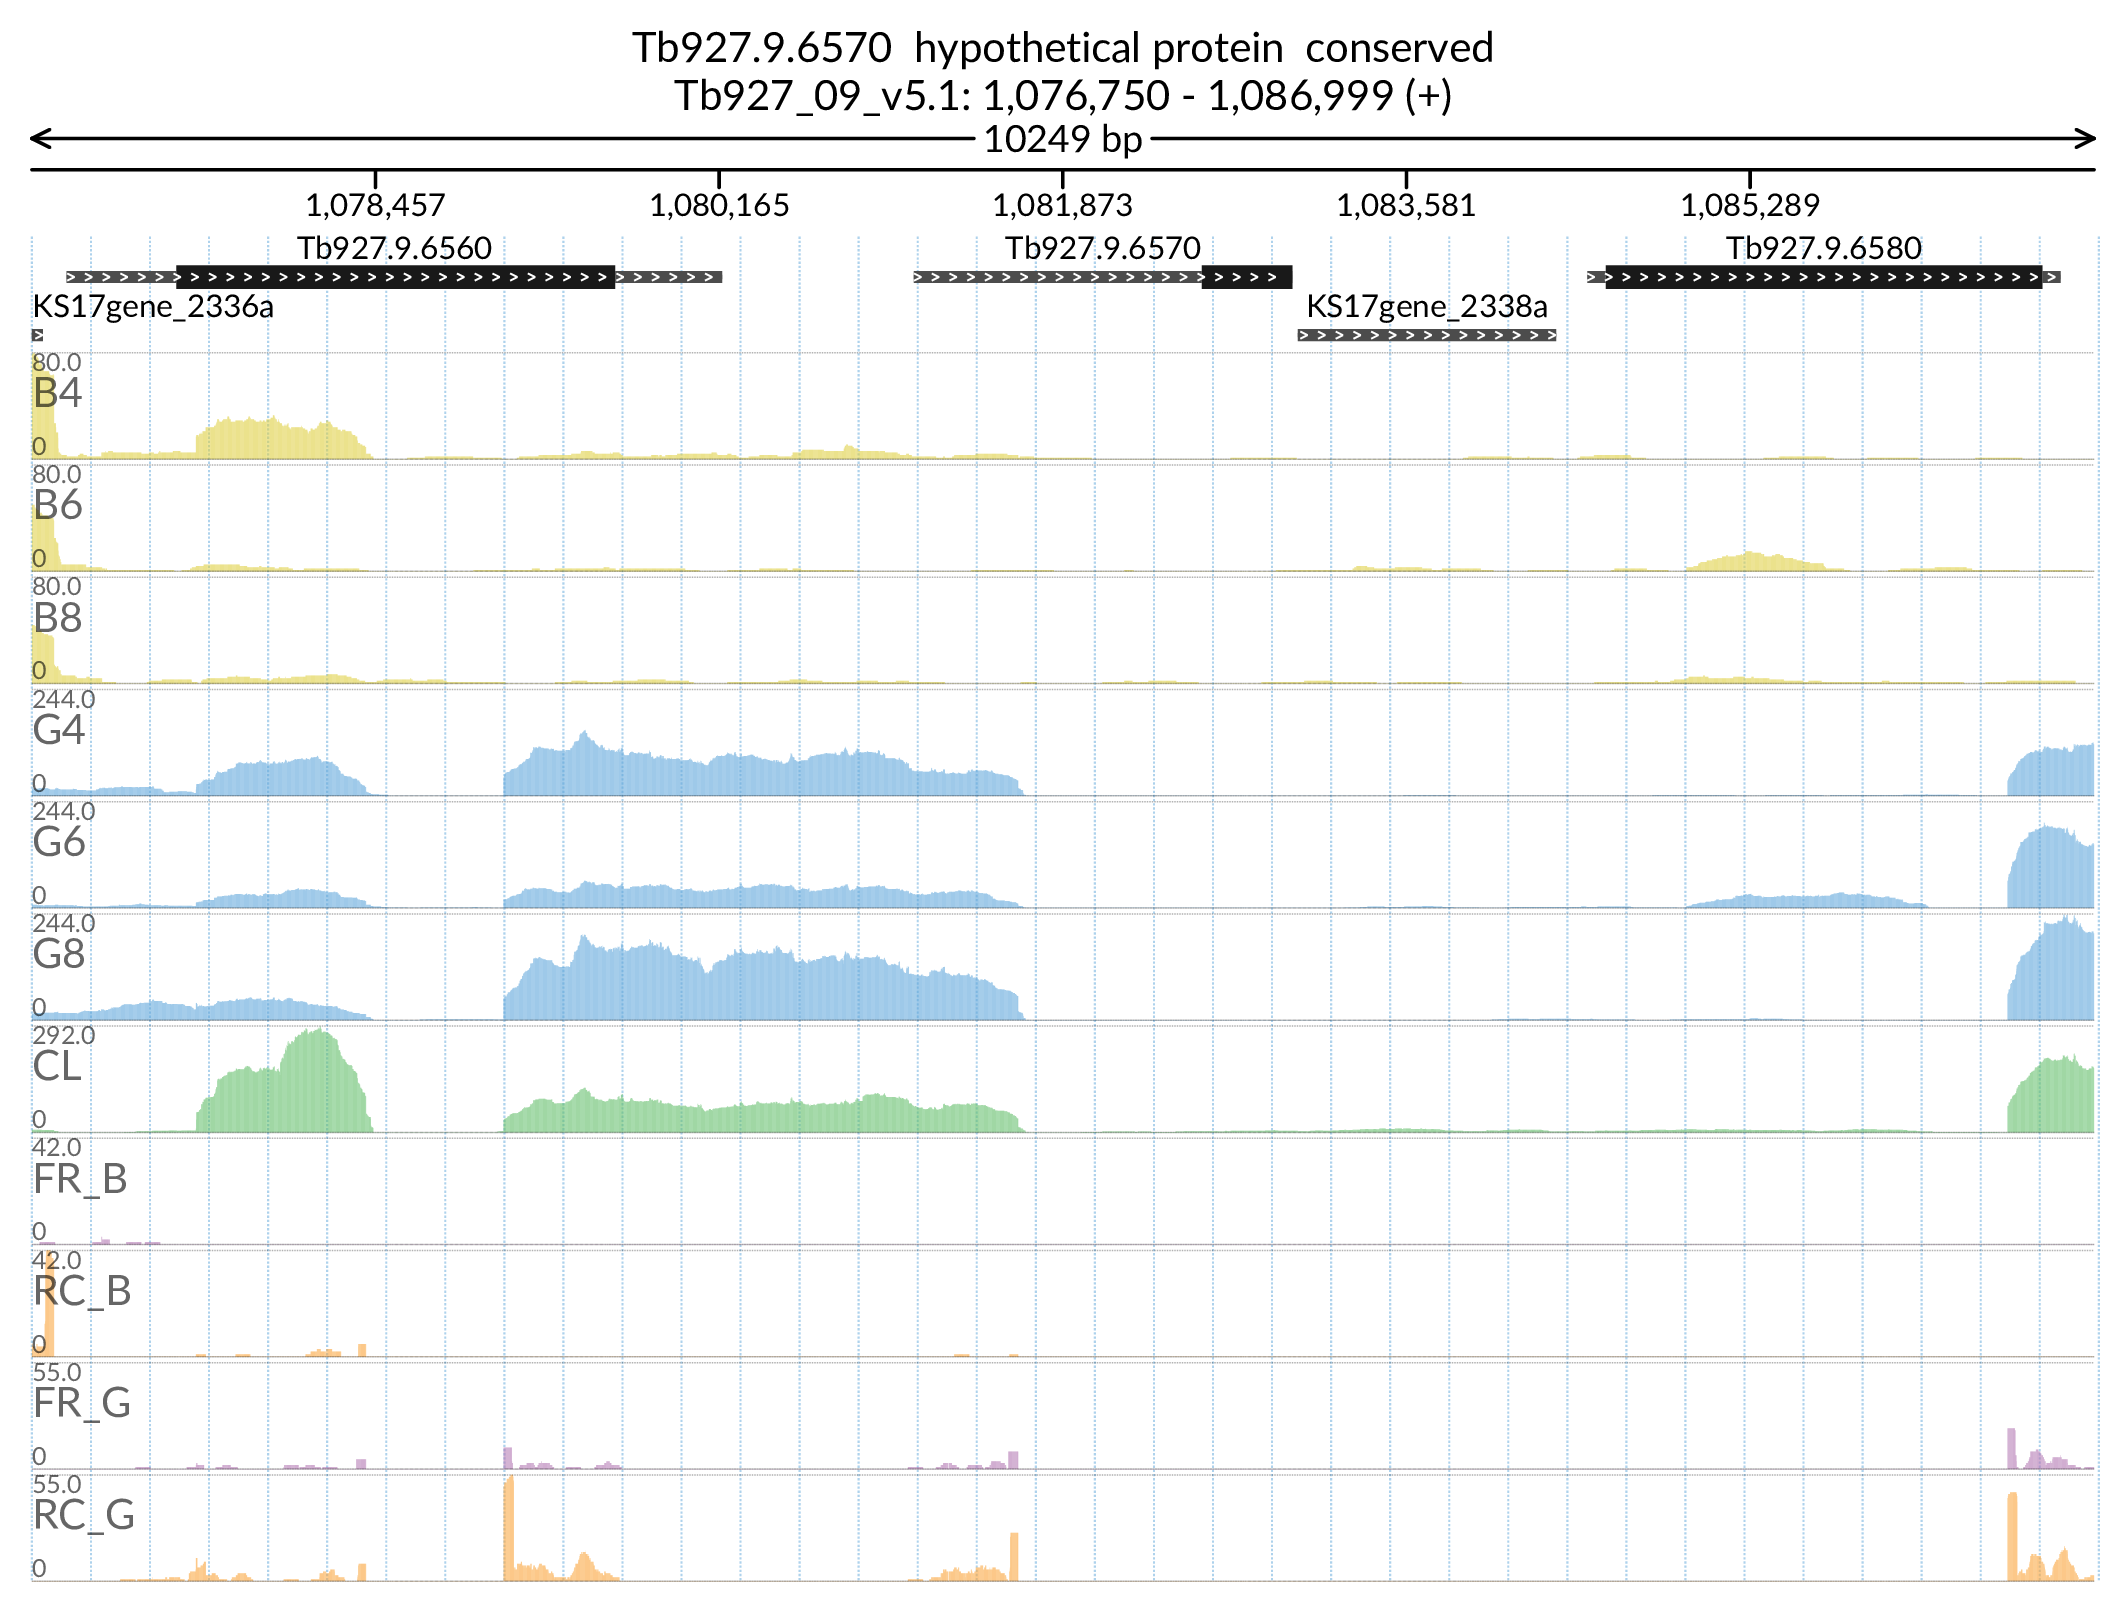 Tb927.9.6570  hypothetical protein  conserved
Tb927_09_v5.1: 1,076,750 - 1,086,999 (+)
10249 bp
1,078,457 1,080,165 1,081,873 1,083,581 1,085,289
Tb927.9.6560 Tb927.9.6570 Tb927.9.6580
KS17gene_2336a KS17gene_2338a
80.0
B4
0
80.0
B6
0
80.0
B8
0
244.0
G4
0
244.0
G6
0
244.0
G8
0
292.0
CL
0
42.0
FR_B
0
42.0
RC_B
0
55.0
FR_G
0
55.0
RC_G
0